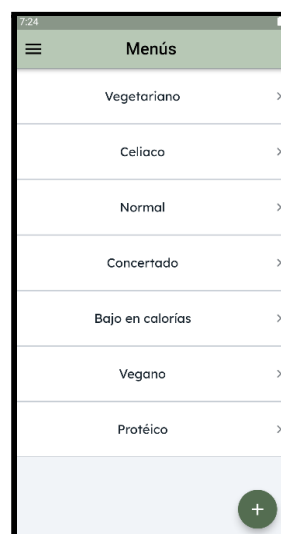 7:24
Menús
Vegetariano
Celiaco
Normal
Concertado
Bajo en calorías
Vegano
Protéico
+